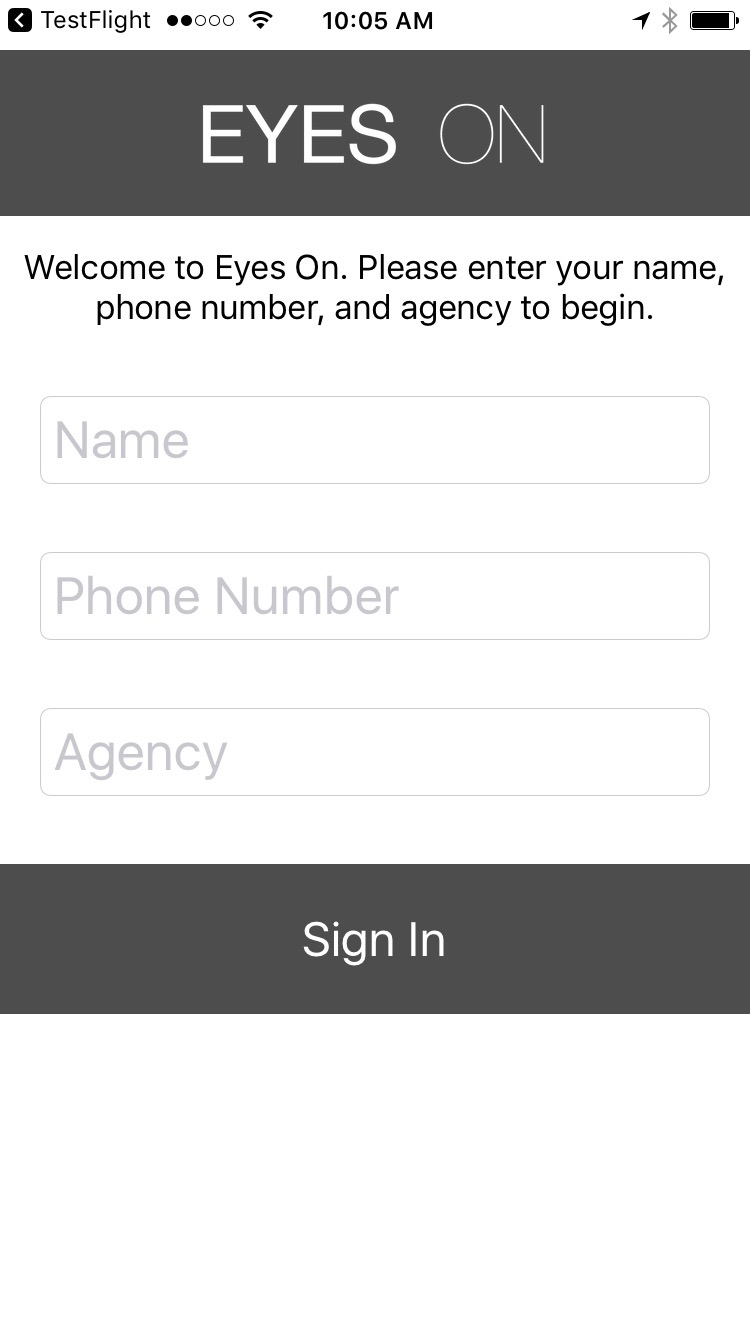 TestFlight 10:05 AM
EYES ON
Welcome to Eyes On. Please enter your name,
phone number, and agency to begin.
Name
Phone Number
Agency
Sign In